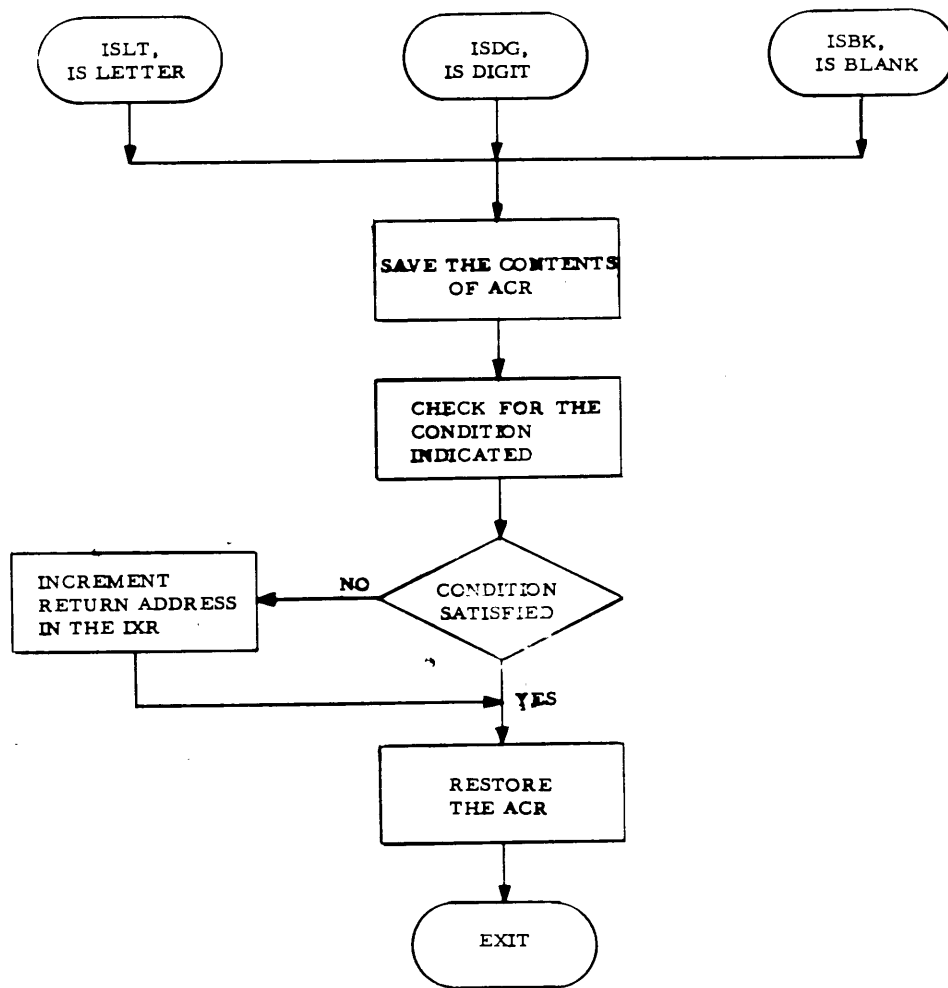 ISLT,
IS LETTER
ISDG,
IS DIGIT
ISBK,
IS BLANK
SAVE THE CONTENTS
OF ACR
CHECK FOR THE
CONDITION
INDICATED
CONDITION
SATISFIED
NO
INCREMENT
RETURN ADDRESS
IN THE IXR
YES
RESTORE
THE ACR
EXIT